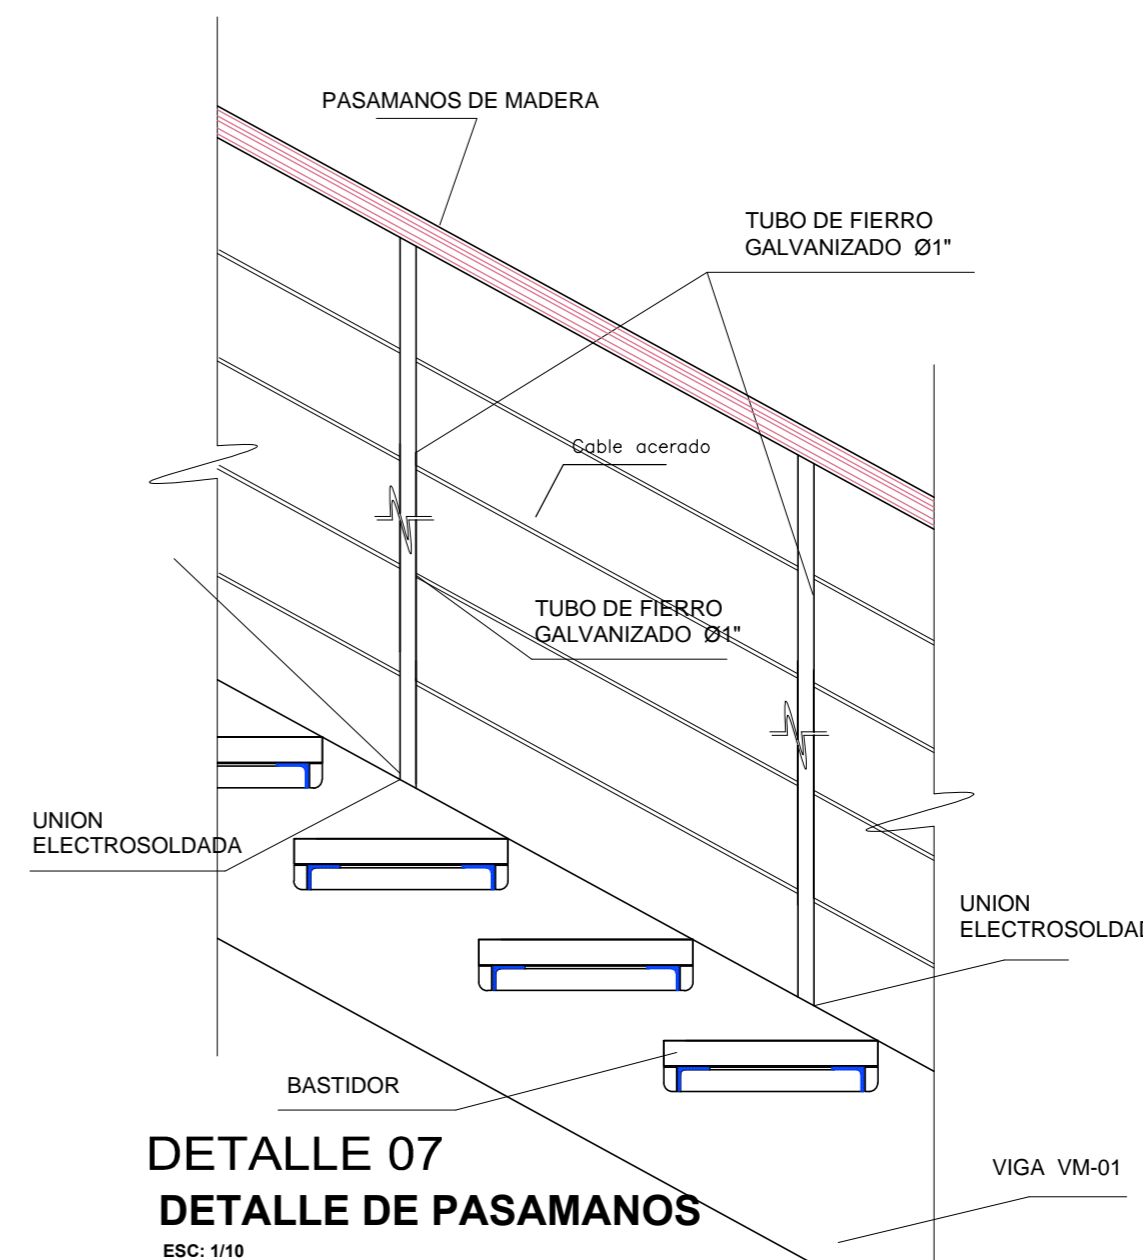 PASAMANOS DE MADERA
TUBO DE FIERRO
GALVANIZADO Ø1"
Cable acerado
TUBO DE FIERRO
GALVANIZADO Ø1"
UNION
ELECTROSOLDADA
UNION
BASTIDOR
DETALLE 07
DETALLE DE PASAMANOS
ESC: 1/10
VIGA VM-01